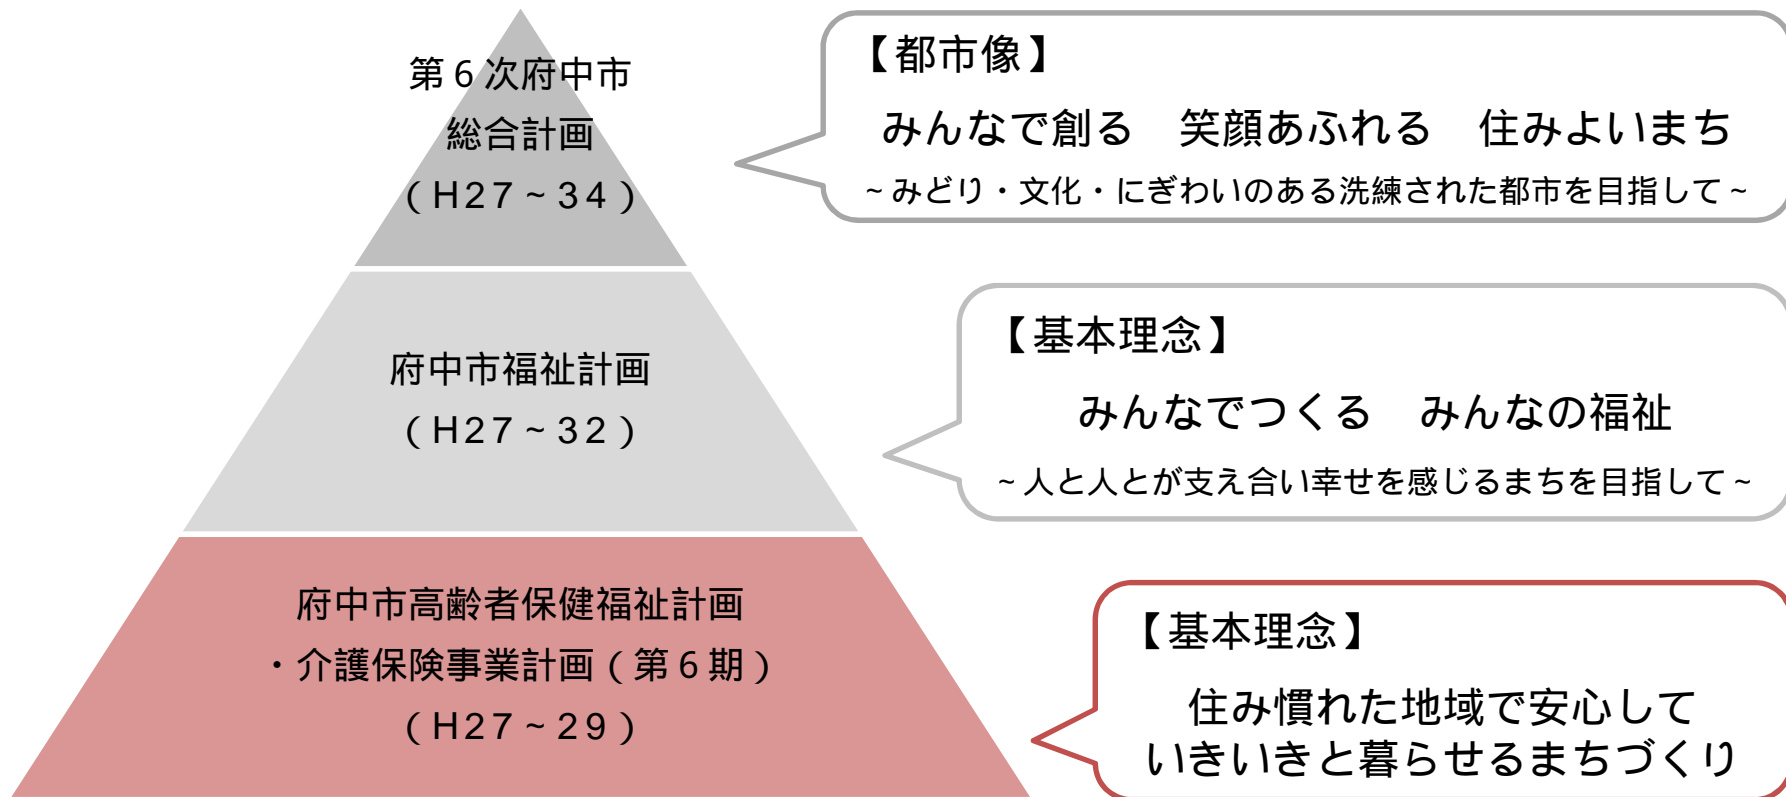 第６次府中市
総合計画
（H27～34）
【都市像】
みんなで創る　笑顔あふれる　住みよいまち
～みどり・文化・にぎわいのある洗練された都市を目指して～
府中市福祉計画
（H27～32）
【基本理念】
みんなでつくる　みんなの福祉
～人と人とが支え合い幸せを感じるまちを目指して～
府中市高齢者保健福祉計画
・介護保険事業計画（第６期）
（H27～29）
【基本理念】
住み慣れた地域で安心して
いきいきと暮らせるまちづくり